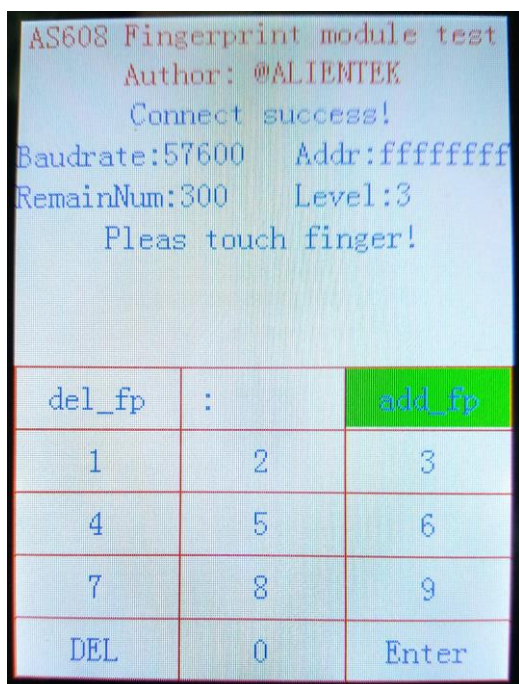 AS608 Fingerprint module test
Author: @ALIENTEK
Connect success!
Baudrate:57600 Addr:ffffffff
RemainNum:300 Level:3
Pleas touch finger!
del_fp : add_fp
1 2 3
4 5 6
7 8 9
DEL 0 Enter